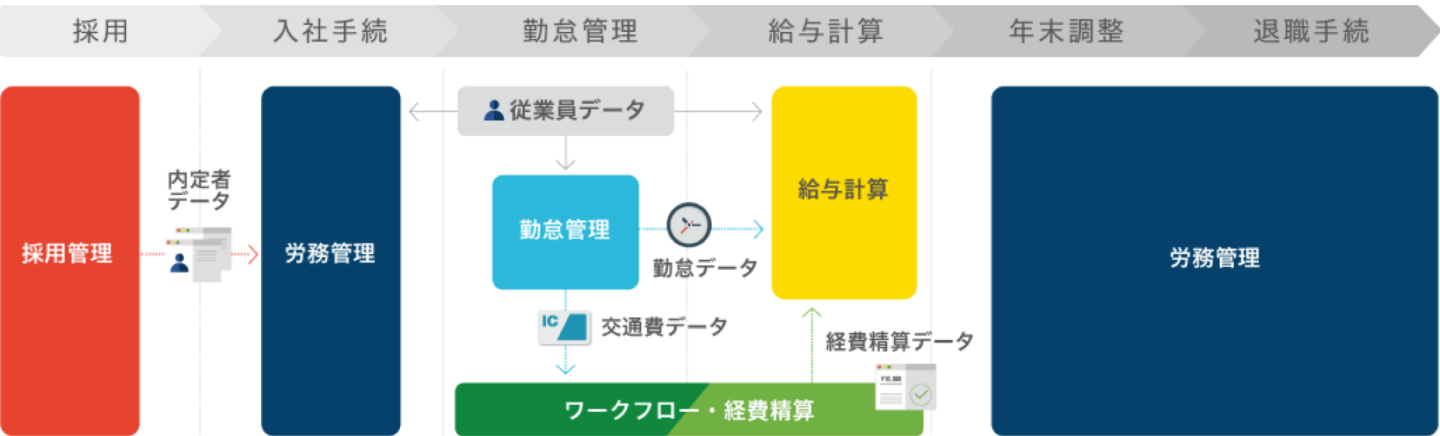 採用
入社手続
勤怠管理
給与計算
年末調整
退職手続
従業員データ
内定者
データ
採用管理
労務管理
勤怠管理
勤怠データ
給与計算
労務管理
IC
交通費データ
経費精算データ
¥10,000
ワークフロー・経費精算